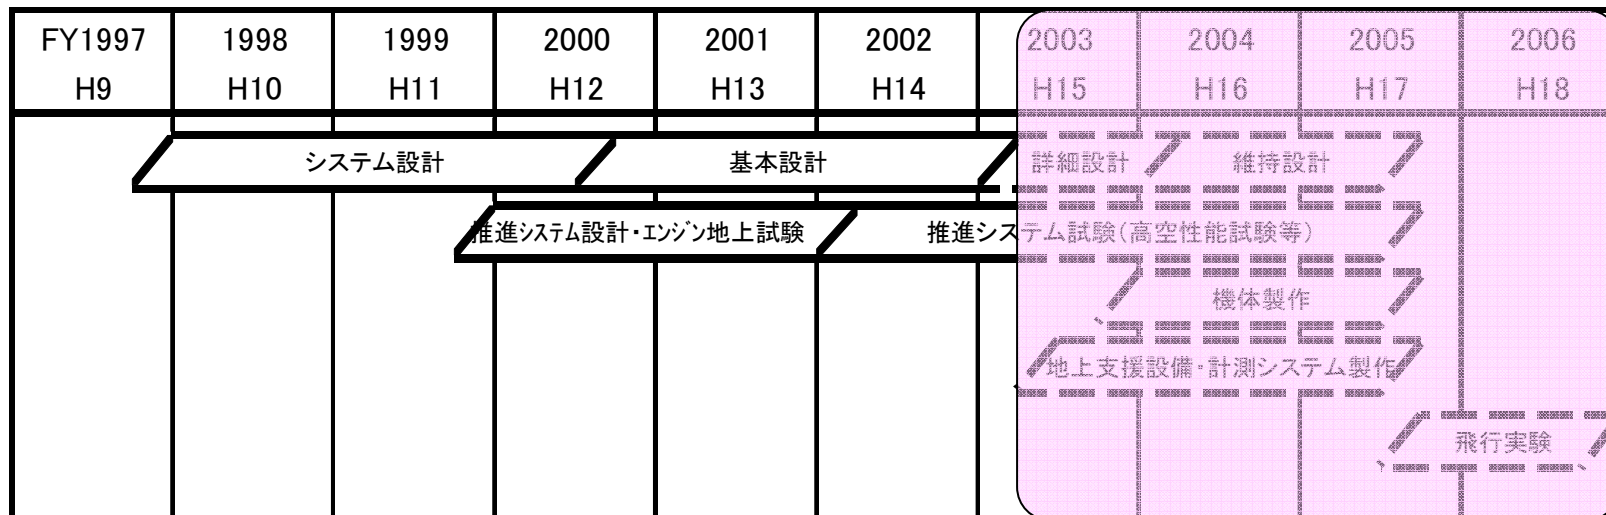 FY1997 1998 1999 2000 2001 2002 2003 2004 2005 2006
H9 H10 H11 H12 H13 H14 H15 H16 H17 H18
システム設計 基本設計 詳細設計 維持設計
推進システム設計・エンジン地上試験 推進システム試験(高空性能試験等)
機体製作
地上支援設備・計測システム製作
飛行実験